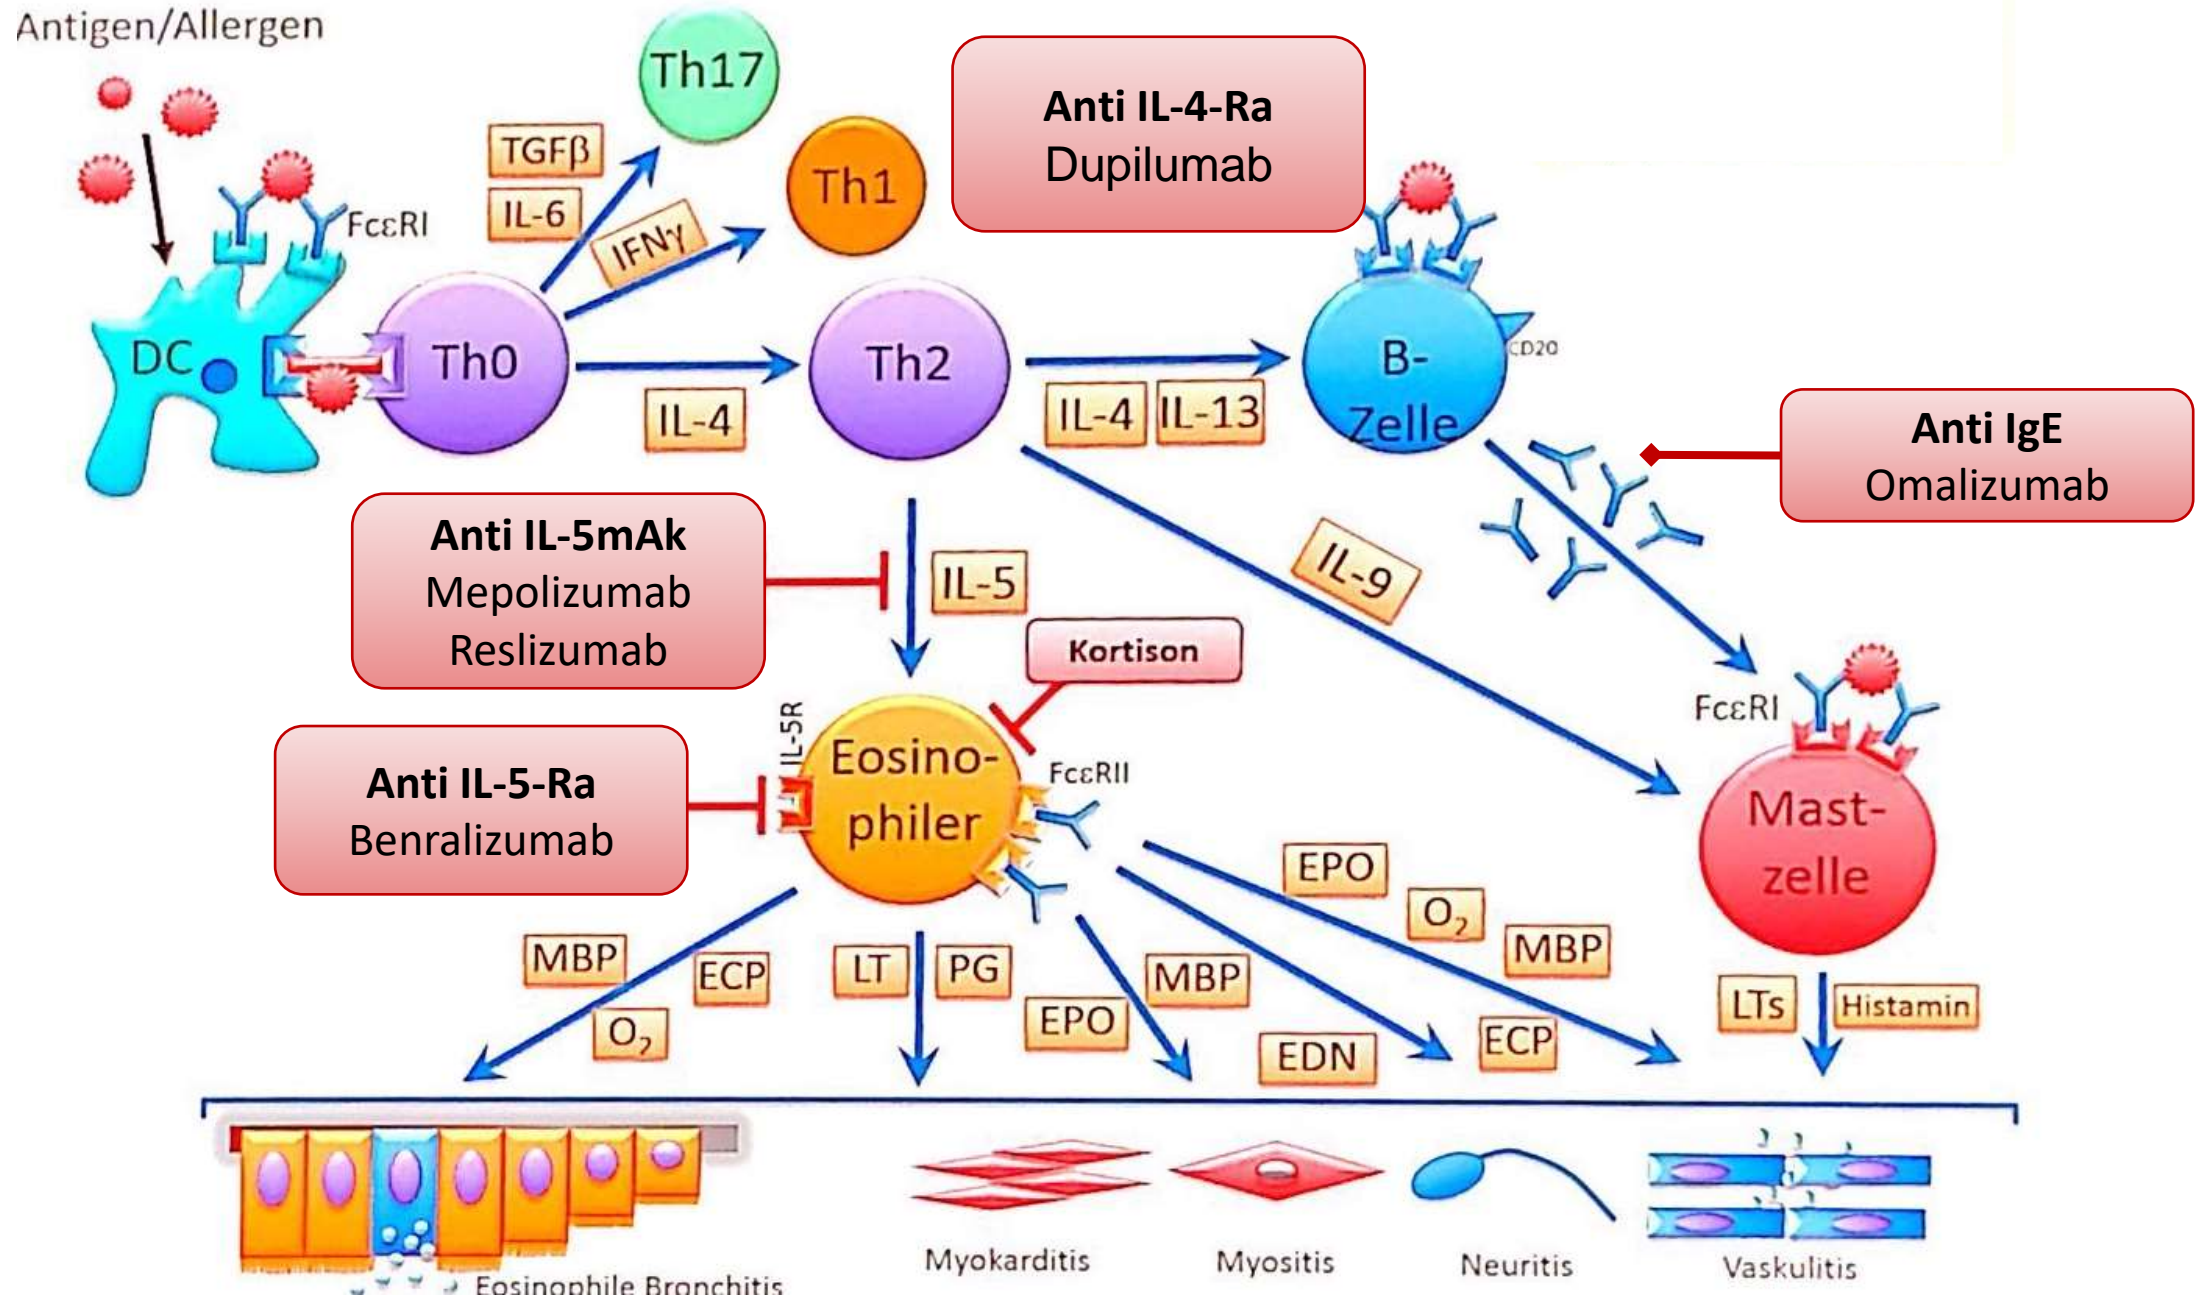 Antigen/Allergen
Th17
Anti IL-4-Ra
Dupilumab
TGFβ
IL-6
IFNγ
Th1
FcεRI
DC
Th0
IL-4
Th2
IL-4
IL-13
B-
Zelle
CD20
Anti IgE
Omalizumab
Anti IL-5mAk
Mepolizumab
Reslizumab
IL-5
IL-9
Kortison
IL-5R
Anti IL-5-Ra
Benralizumab
Eosino-
philer
FcεRII
FcεRI
Mast-
zelle
MBP
ECP
O₂
LT
PG
EPO
MBP
EDN
ECP
EPO
O₂
MBP
LTs
Histamin
Eosinophile Bronchitis
Myokarditis
Myositis
Neuritis
Vaskulitis